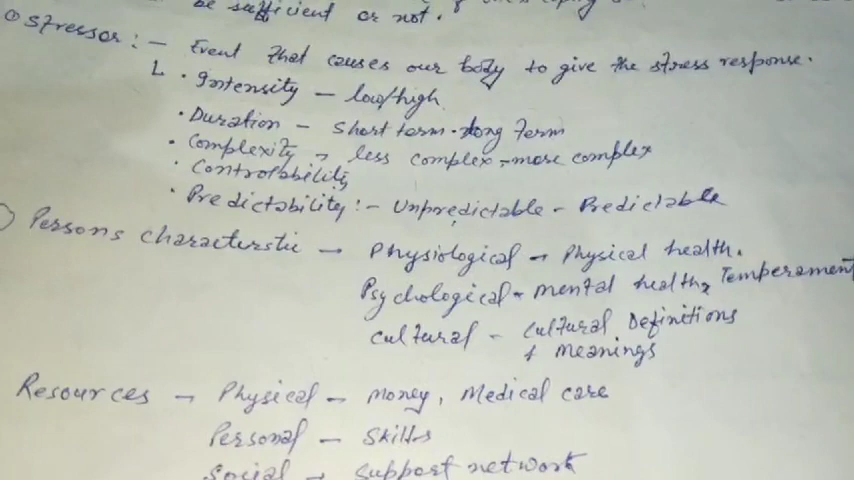 be sufficient or not.
Stressor :- Event that causes our body to give the stress response.
L • Intensity - low/high
• Duration - Short term - long Term
• Complexity → less complex - more complex
• Controlability
• Predictability :- Unpredictable - Predictable
Persons characterstic → Physiological → Physical health.
Psychological - mental health, Temperament
Cultural - Cultural Definitions
+ Meanings
Resources → Physical - Money, Medical care
Personal - Skills
Social → Support network